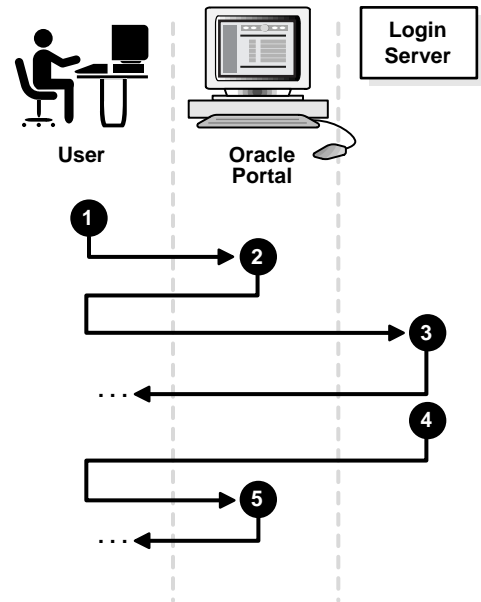 Login
Server
User
Oracle
Portal
1
2
3
. . .
4
5
. . .